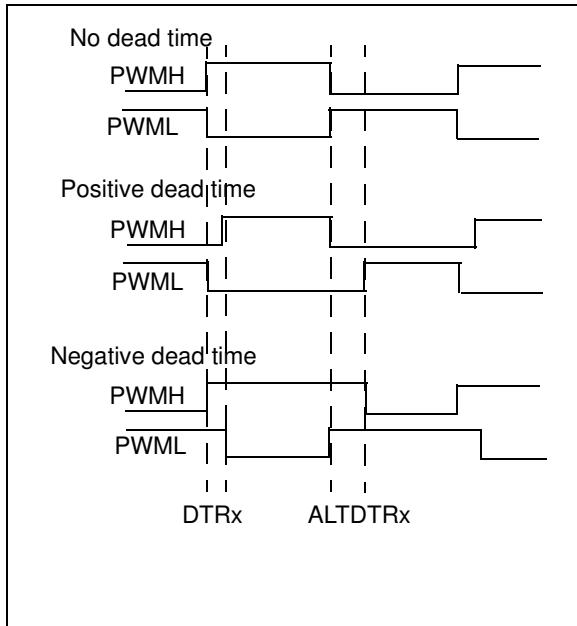 No dead time
PWMH
PWML
Positive dead time
PWMH
PWML
Negative dead time
PWMH
PWML
DTRx ALTDTRx